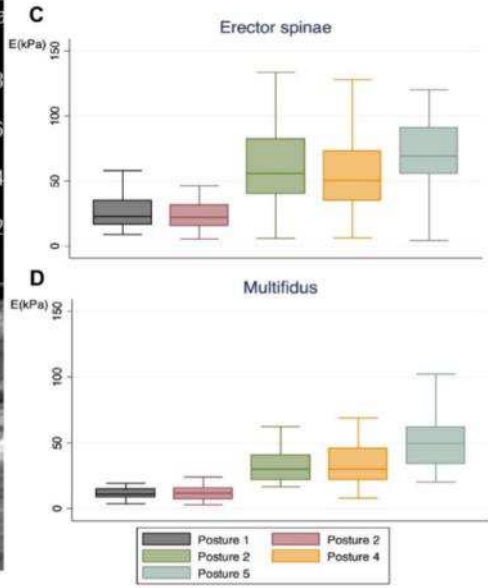 C
Erector spinae
E(kPa)
150
100
50
0
D
Multifidus
E(kPa)
150
100
50
0
Posture 1
Posture 2
Posture 2
Posture 4
Posture 5